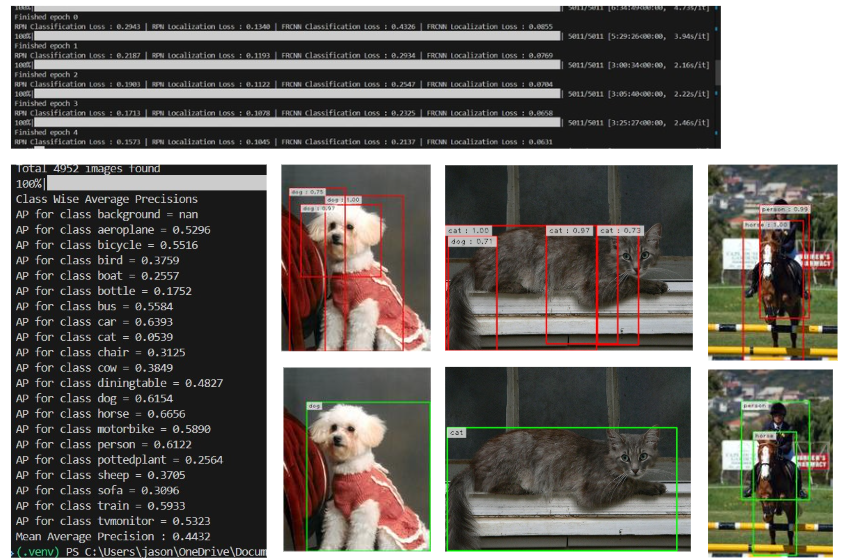 100%| 5011/5011 [6:34:49<00:00, 4.73s/it]
Finished epoch 0
RPN Classification Loss : 0.2943 | RPN Localization Loss : 0.1340 | FRCNN Classification Loss : 0.4326 | FRCNN Localization Loss : 0.0855
100%| 5011/5011 [5:29:26<00:00, 3.94s/it]
Finished epoch 1
RPN Classification Loss : 0.2187 | RPN Localization Loss : 0.1193 | FRCNN Classification Loss : 0.2934 | FRCNN Localization Loss : 0.0769
100%| 5011/5011 [3:00:34<00:00, 2.16s/it]
Finished epoch 2
RPN Classification Loss : 0.1903 | RPN Localization Loss : 0.1122 | FRCNN Classification Loss : 0.2547 | FRCNN Localization Loss : 0.0704
100%| 5011/5011 [3:05:40<00:00, 2.22s/it]
Finished epoch 3
RPN Classification Loss : 0.1713 | RPN Localization Loss : 0.1078 | FRCNN Classification Loss : 0.2325 | FRCNN Localization Loss : 0.0658
100%| 5011/5011 [3:25:27<00:00, 2.46s/it]
Finished epoch 4
RPN Classification Loss : 0.1573 | RPN Localization Loss : 0.1045 | FRCNN Classification Loss : 0.2137 | FRCNN Localization Loss : 0.0631
Total 4952 images found
100%|
Class Wise Average Precisions
AP for class background = nan
AP for class aeroplane = 0.5296
AP for class bicycle = 0.5516
AP for class bird = 0.3759
AP for class boat = 0.2557
AP for class bottle = 0.1752
AP for class bus = 0.5584
AP for class car = 0.6393
AP for class cat = 0.0539
AP for class chair = 0.3125
AP for class cow = 0.3849
AP for class diningtable = 0.4827
AP for class dog = 0.6154
AP for class horse = 0.6656
AP for class motorbike = 0.5890
AP for class person = 0.6122
AP for class pottedplant = 0.2564
AP for class sheep = 0.3705
AP for class sofa = 0.3096
AP for class train = 0.5933
AP for class tvmonitor = 0.5323
Mean Average Precision : 0.4432
(.venv) PS C:\Users\jason\OneDrive\Docum
dog : 0.75
dog : 1.00
dog : 0.97
cat : 1.00
dog : 0.71
cat : 0.97
cat : 0.73
person : 0.99
horse : 1.00
dog
cat
person
horse